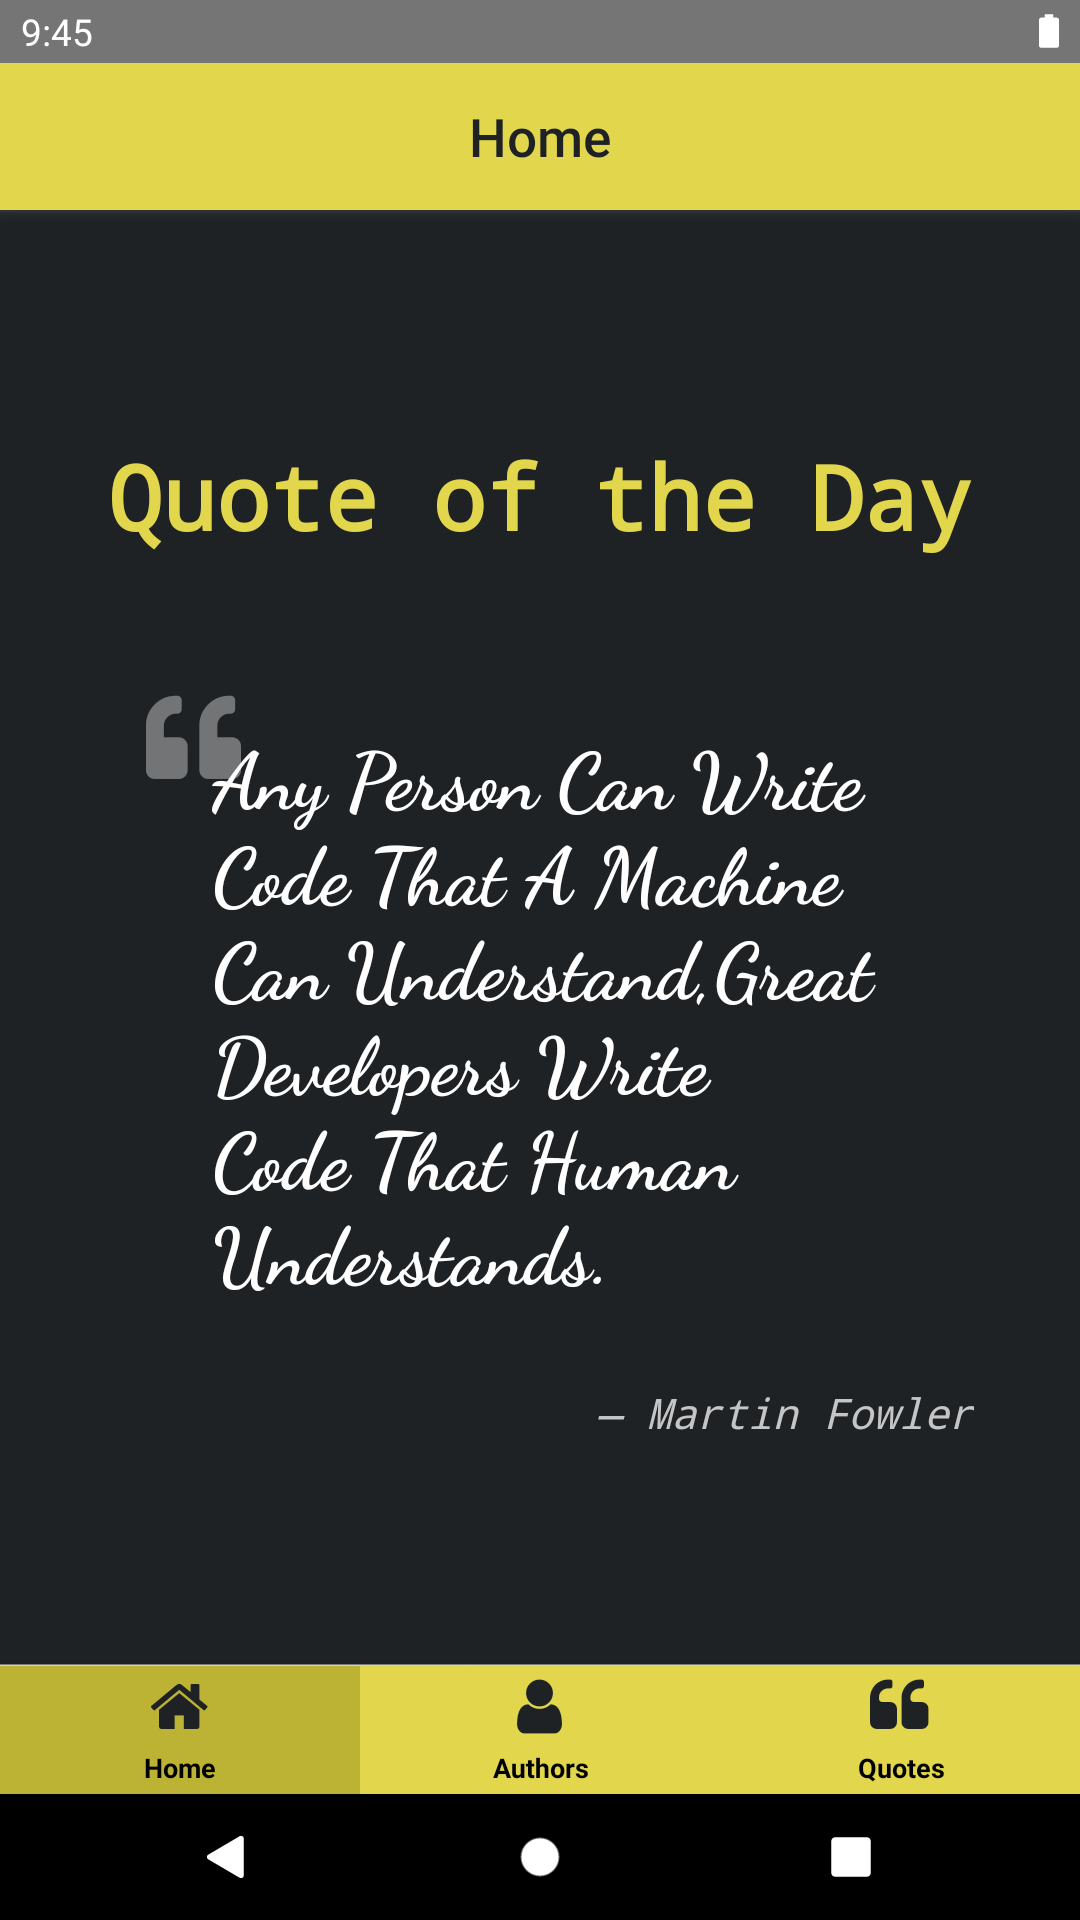 9:45
Home
Quote of the Day
Any Person Can Write
Code That A Machine
Can Understand,Great
Developers Write
Code That Human
Understands.
— Martin Fowler
Home Authors Quotes